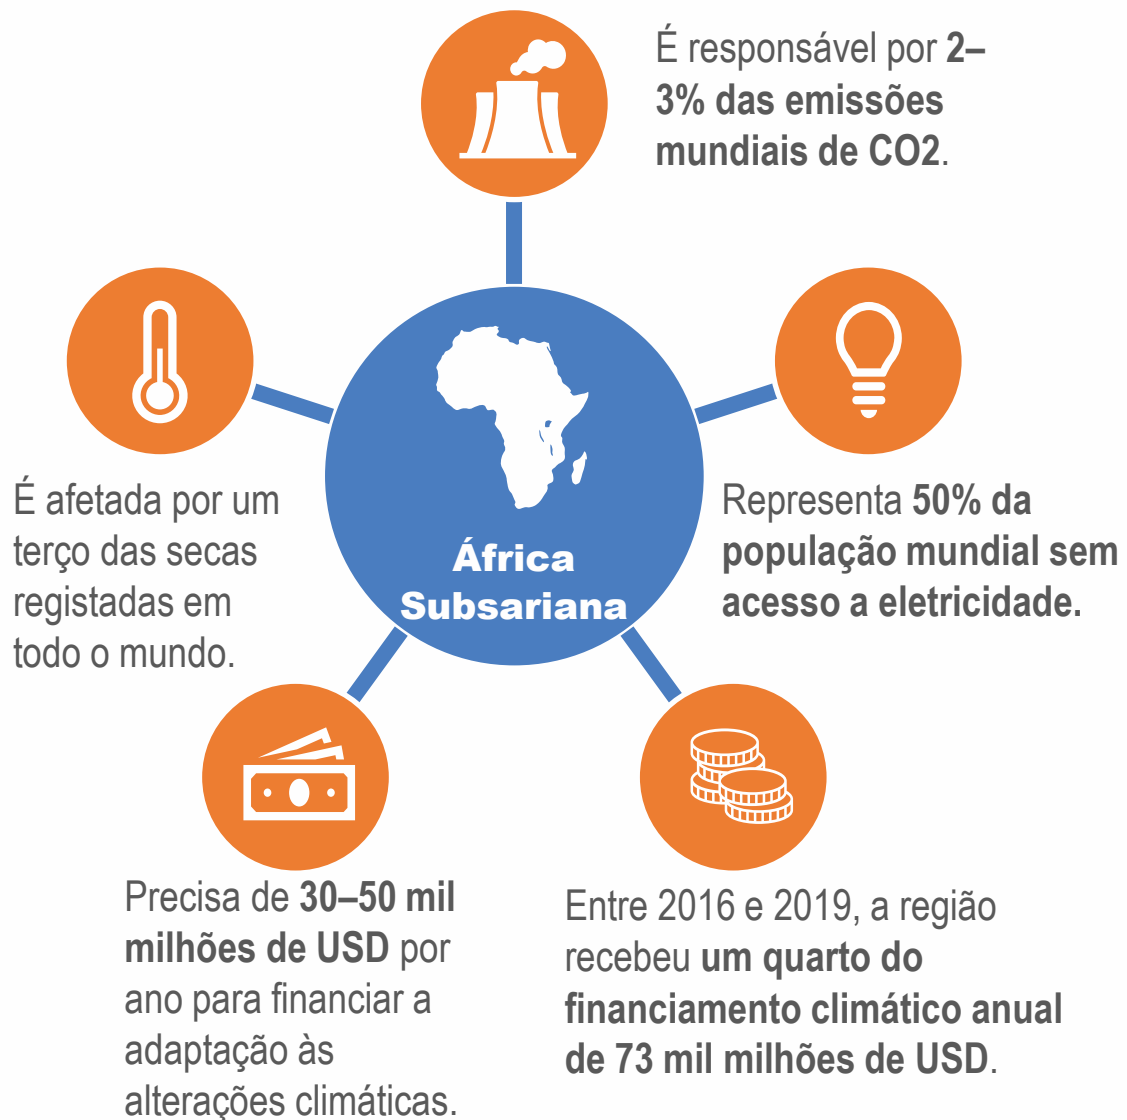 É responsável por 2–
3% das emissões
mundiais de CO2.
É afetada por um
terço das secas
registadas em
todo o mundo.
África
Subsariana
Representa 50% da
população mundial sem
acesso a eletricidade.
Precisa de 30–50 mil
milhões de USD por
ano para financiar a
adaptação às
alterações climáticas.
Entre 2016 e 2019, a região
recebeu um quarto do
financiamento climático anual
de 73 mil milhões de USD.